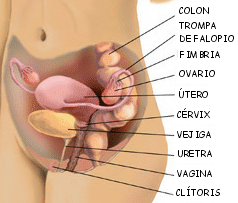 COLON
TROMPA
DE FALOPIO
FIMBRIA
OVARIO
ÚTERO
CÉRVIX
VEJIGA
URETRA
VAGINA
CLÍTORIS